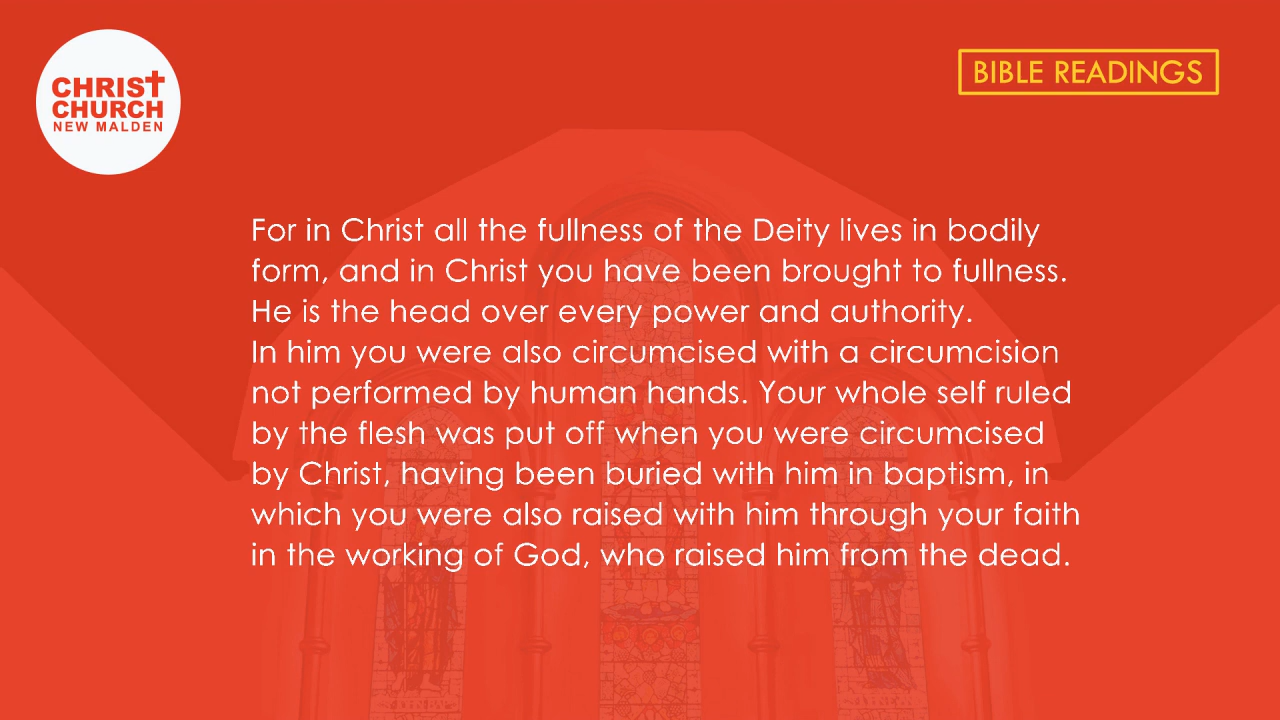 CHRIST
CHURCH
NEW MALDEN
BIBLE READINGS
For in Christ all the fullness of the Deity lives in bodily
form, and in Christ you have been brought to fullness.
He is the head over every power and authority.
In him you were also circumcised with a circumcision
not performed by human hands. Your whole self ruled
by the flesh was put off when you were circumcised
by Christ, having been buried with him in baptism, in
which you were also raised with him through your faith
in the working of God, who raised him from the dead.